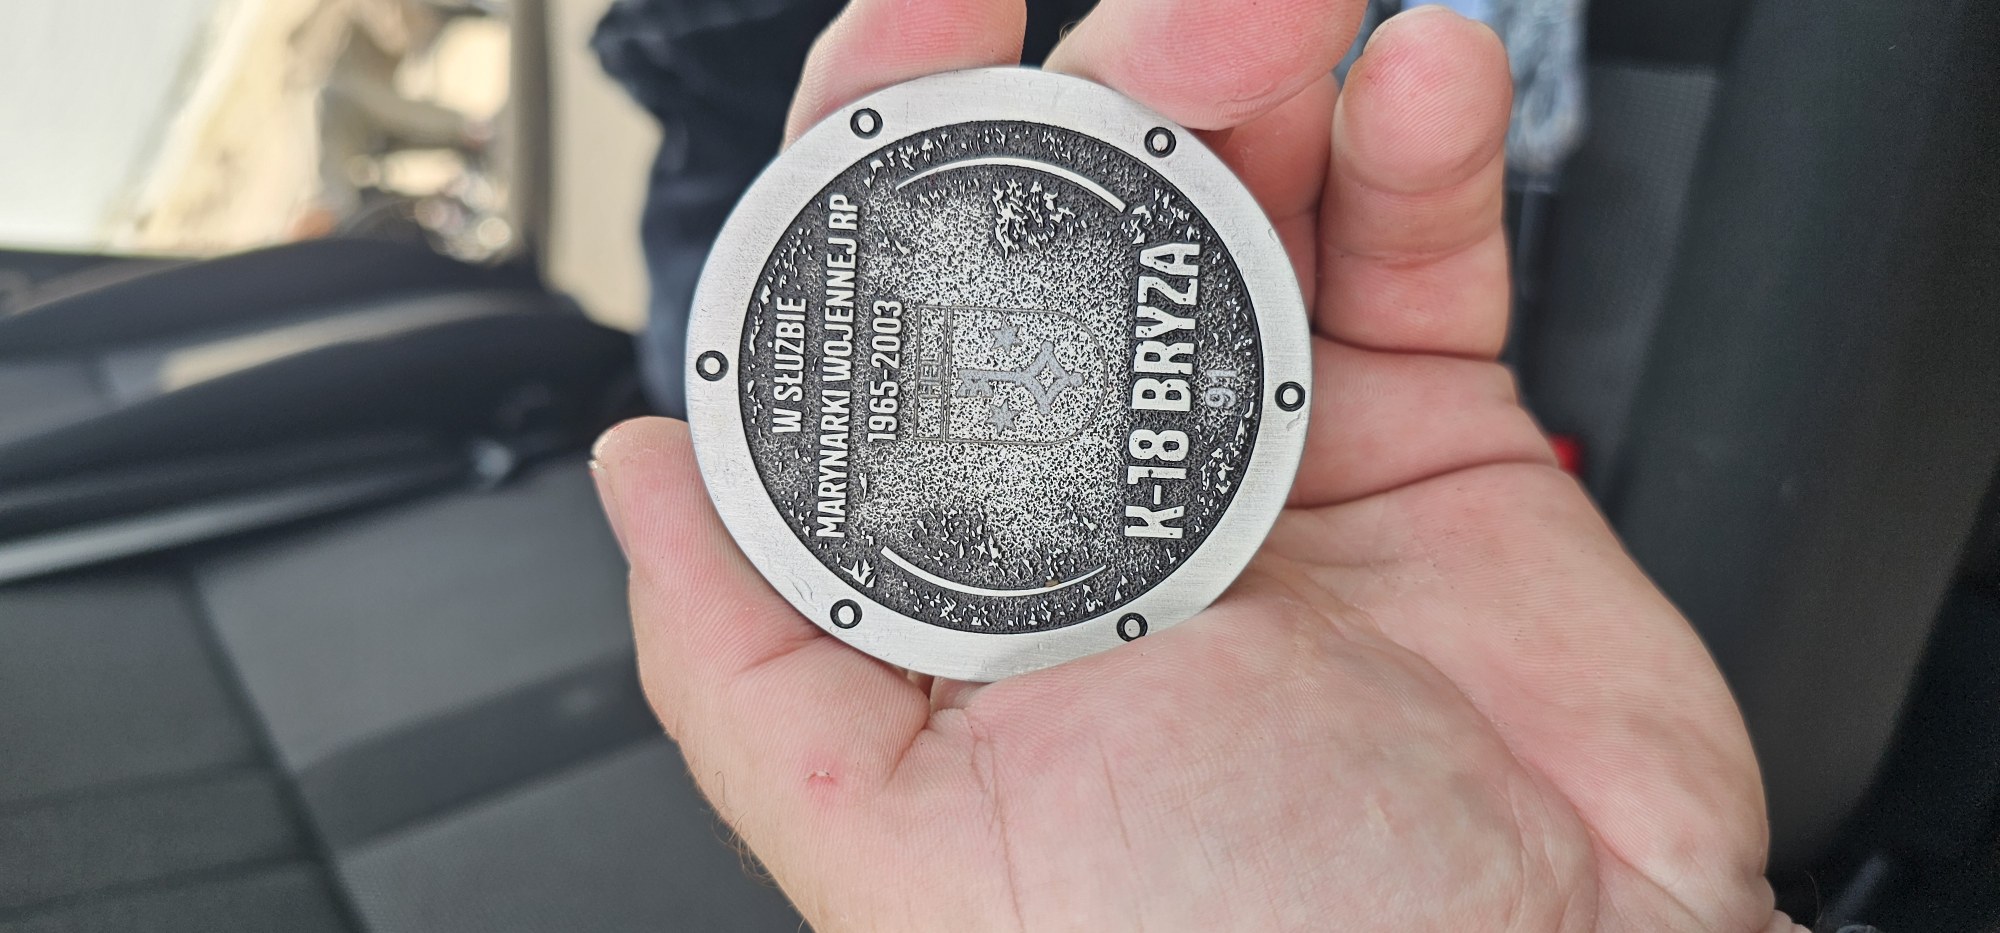 W SŁUŻBIE
MARYNARKI WOJENNEJ RP
1965-2003
HEL
K-18 BRYZA
91